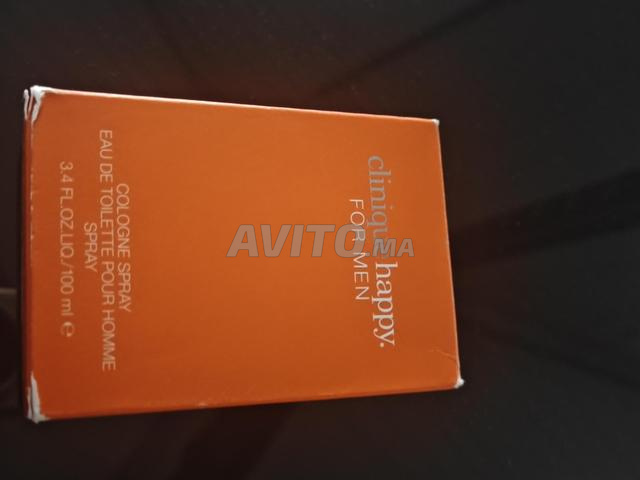 clinique happy.
FOR MEN
COLOGNE SPRAY
EAU DE TOILETTE POUR HOMME
SPRAY
3.4 FL.OZ.LIQ./100 ml e
AVITO.MA